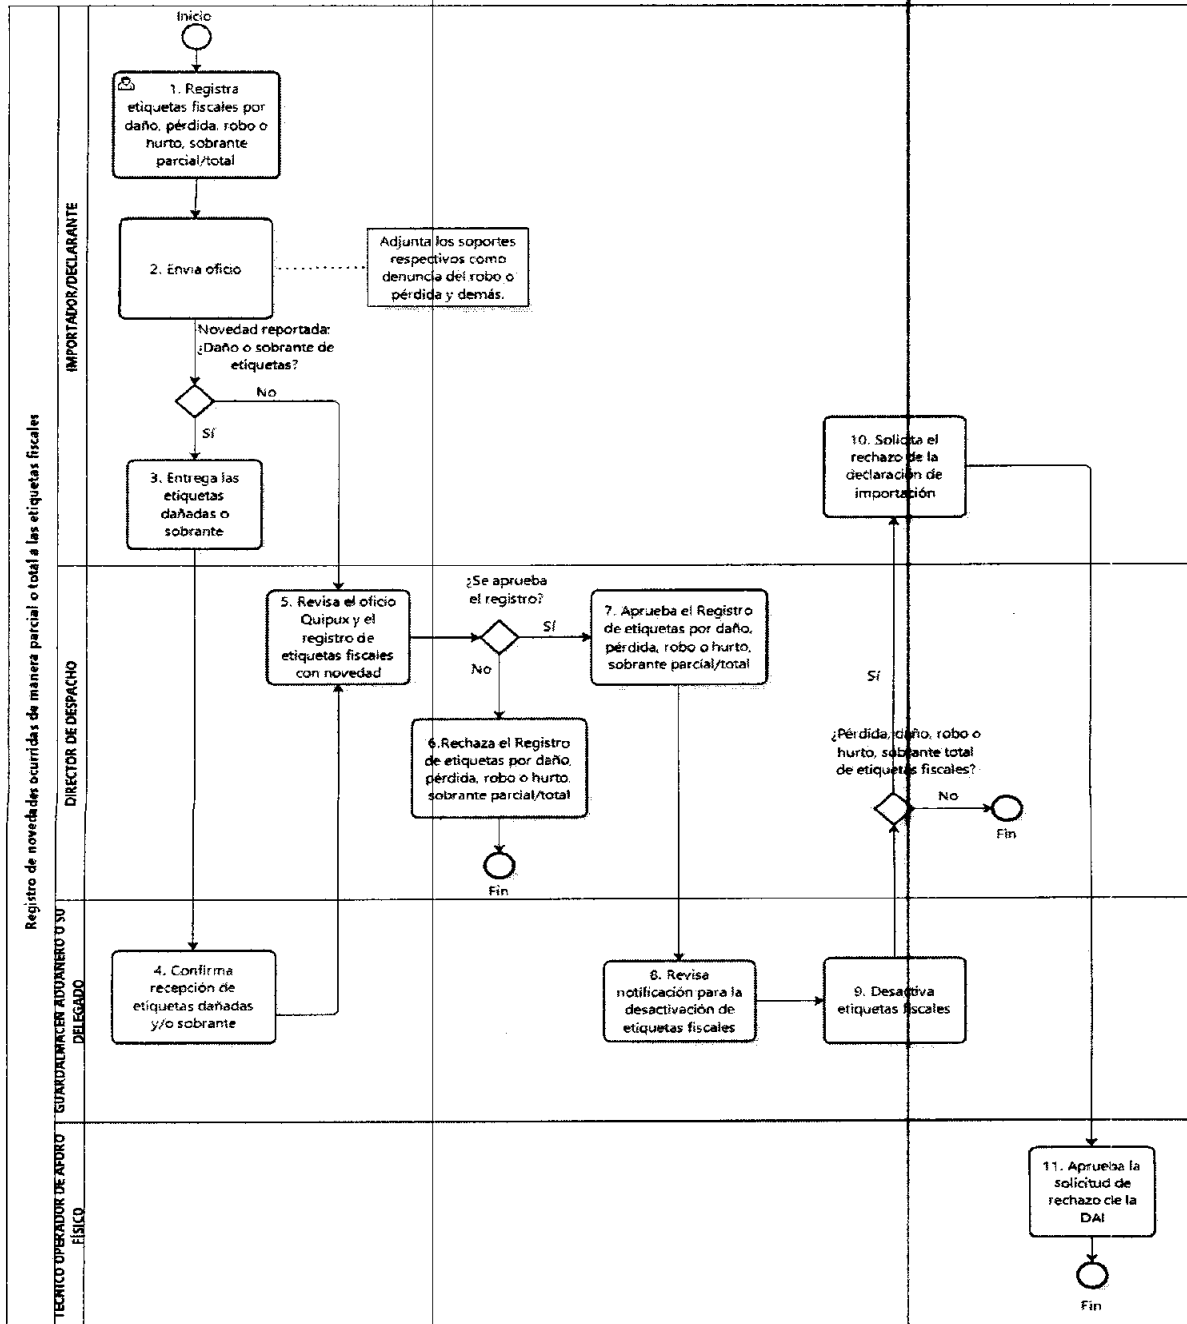 Registro de novedades ocurridas de manera parcial o total a las etiquetas fiscales
IMPORTADOR/DECLARANTE
Inicio
1. Registra
etiquetas fiscales por
daño, pérdida, robo o
hurto, sobrante
parcial/total
2. Envia oficio
Adjunta los soportes
respectivos como
denuncia del robo o
pérdida y demás.
Novedad reportada:
¿Daño o sobrante de
etiquetas?
No
Sí
3. Entrega las
etiquetas
dañadas o
sobrante
10. Solicita el
rechazo de la
declaración de
importación
DIRECTOR DE DESPACHO
5. Revisa el oficio
Quipux y el
registro de
etiquetas fiscales
con novedad
¿Se aprueba
el registro?
Sí
No
7. Aprueba el Registro
de etiquetas por daño,
pérdida, robo o hurto,
sobrante parcial/total
6.Rechaza el Registro
de etiquetas por daño,
pérdida, robo o hurto,
sobrante parcial/total
Fin
Sí
¿Pérdida, daño, robo o
hurto, sobrante total
de etiquetas fiscales?
No
Fin
GUARDALMACEN ADUANERO O SU
DELEGADO
4. Confirma
recepción de
etiquetas dañadas
y/o sobrante
8. Revisa
notificación para la
desactivación de
etiquetas fiscales
9. Desactiva
etiquetas fiscales
TECNICO OPERADOR DE AFORO
FÍSICO
11. Aprueba la
solicitud de
rechazo de la
DAI
Fin